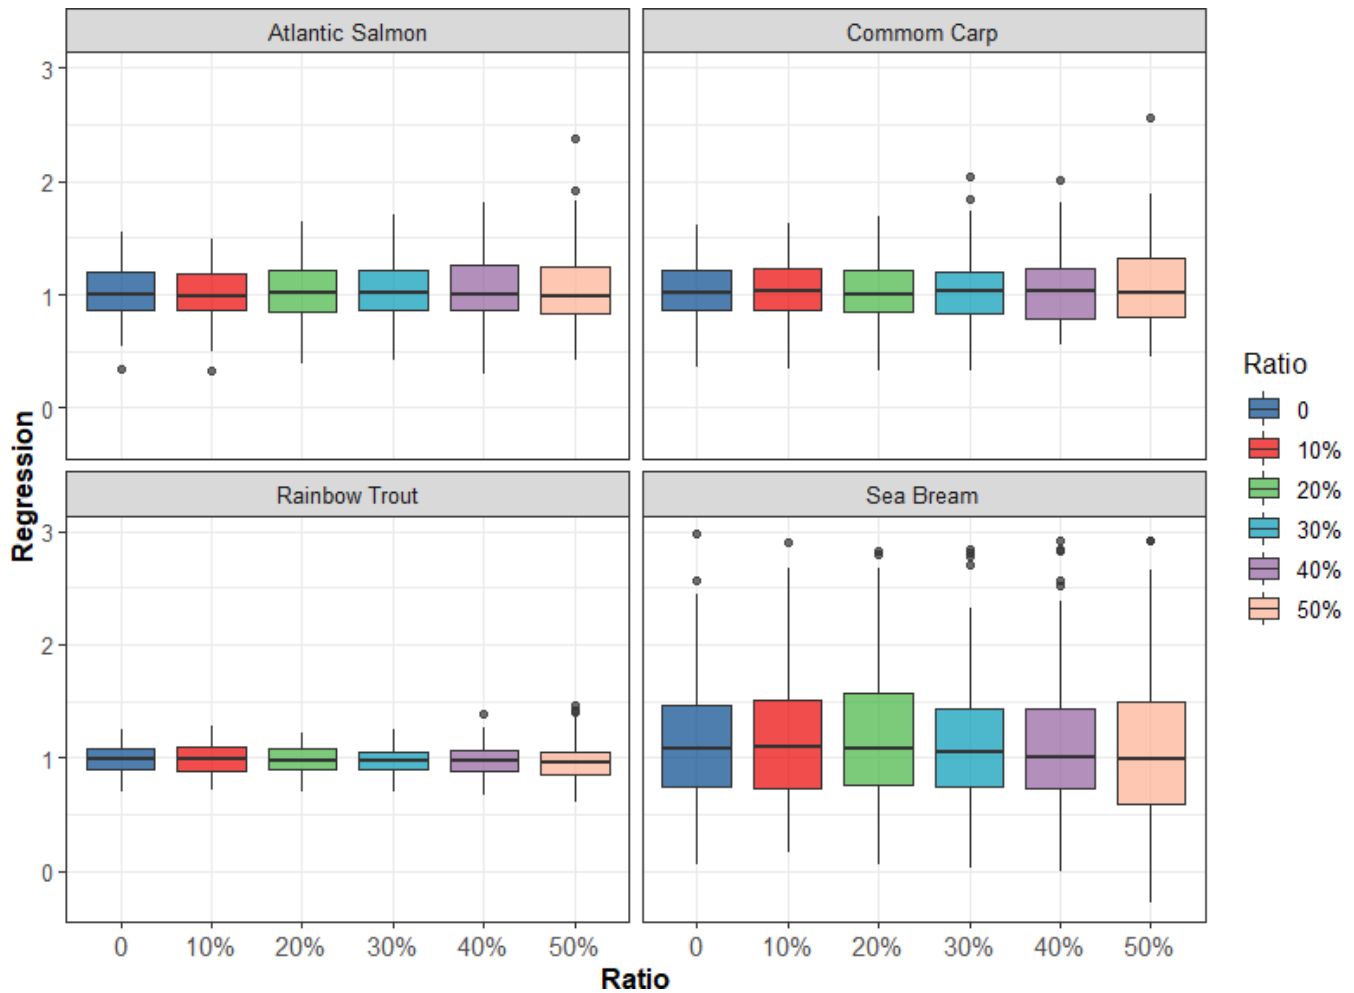 Atlantic Salmon
Commom Carp
3
2
1
0
Rainbow Trout
Sea Bream
3
2
1
0
Regression
0 10% 20% 30% 40% 50%
0 10% 20% 30% 40% 50%
Ratio
Ratio
0
10%
20%
30%
40%
50%